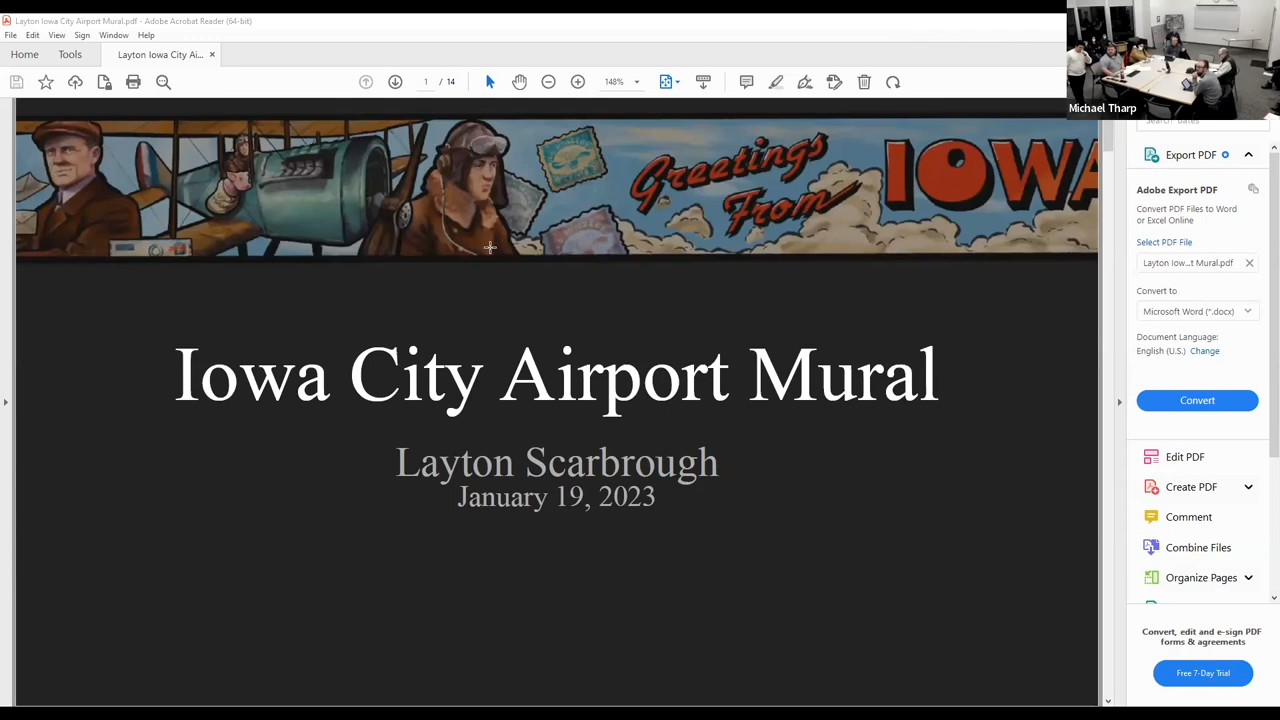 Layton Iowa City Airport Mural.pdf - Adobe Acrobat Reader (64-bit)
File Edit View Sign Window Help
Home Tools Layton Iowa City Ai... ×
1 / 14 148%
Michael Tharp
Greetings
From
IOWA
Iowa City Airport Mural
Layton Scarbrough
January 19, 2023
Export PDF
Adobe Export PDF
Convert PDF Files to Word
or Excel Online
Select PDF File
Layton Iow...t Mural.pdf
Convert to
Microsoft Word (*.docx)
Document Language:
English (U.S.) Change
Convert
Edit PDF
Create PDF
Comment
Combine Files
Organize Pages
Convert, edit and e-sign PDF
forms & agreements
Free 7-Day Trial